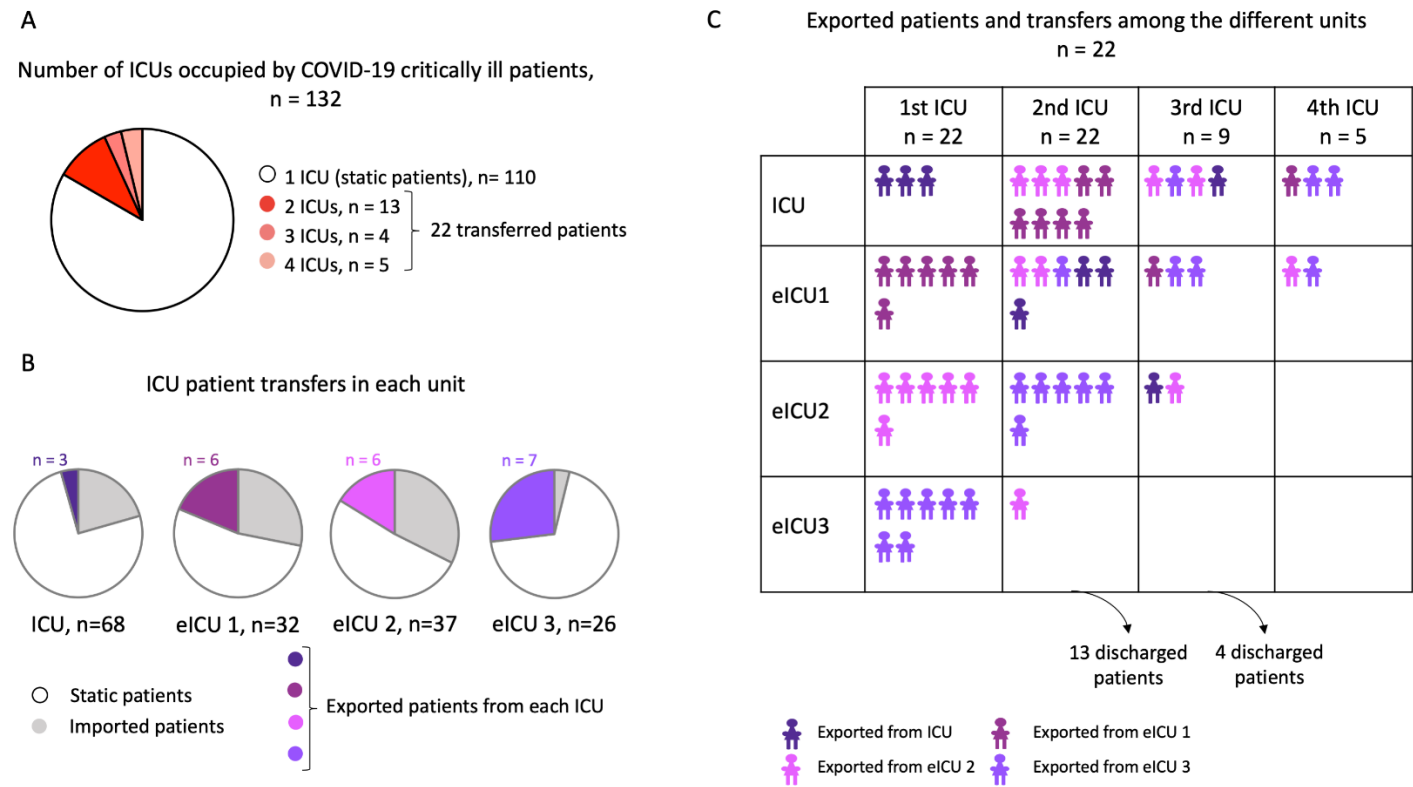 A
Number of ICUs occupied by COVID-19 critically ill patients,
n = 132
1 ICU (static patients), n= 110
2 ICUs, n = 13
3 ICUs, n = 4
4 ICUs, n = 5
22 transferred patients
B
ICU patient transfers in each unit
n = 3
n = 6
n = 6
n = 7
ICU, n=68
eICU 1, n=32
eICU 2, n=37
eICU 3, n=26
Static patients
Imported patients
Exported patients from each ICU
C
Exported patients and transfers among the different units
n = 22
1st ICU
n = 22
2nd ICU
n = 22
3rd ICU
n = 9
4th ICU
n = 5
ICU
eICU1
eICU2
eICU3
13 discharged
patients
4 discharged
patients
Exported from ICU
Exported from eICU 1
Exported from eICU 2
Exported from eICU 3